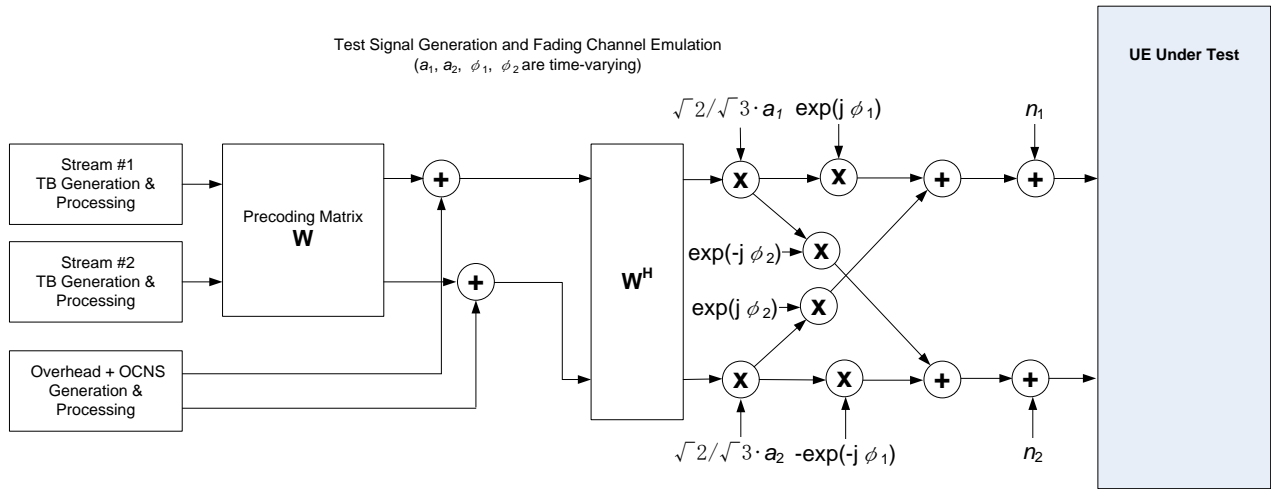 Test Signal Generation and Fading Channel Emulation
(a₁, a₂, ϕ₁, ϕ₂ are time-varying)
UE Under Test
√2/√3· a₁ exp(j ϕ₁)
n₁
Stream #1
TB Generation &
Processing
Precoding Matrix
W
+
X
X
+
+
Stream #2
TB Generation &
Processing
exp(-j ϕ₂)
X
+
Wᴴ
exp(j ϕ₂)
X
Overhead + OCNS
Generation &
Processing
X
X
+
+
√2/√3· a₂ -exp(-j ϕ₁)
n₂